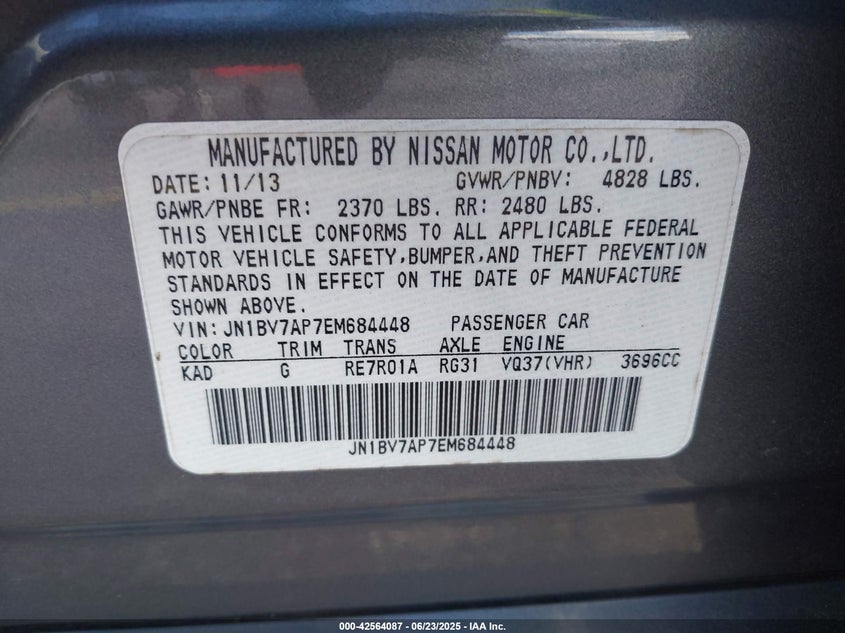 MANUFACTURED BY NISSAN MOTOR CO.,LTD.
DATE: 11/13 GVWR/PNBV: 4828 LBS.
GAWR/PNBE FR: 2370 LBS. RR: 2480 LBS.
THIS VEHICLE CONFORMS TO ALL APPLICABLE FEDERAL
MOTOR VEHICLE SAFETY,BUMPER,AND THEFT PREVENTION
STANDARDS IN EFFECT ON THE DATE OF MANUFACTURE
SHOWN ABOVE.
VIN: JN1BV7AP7EM684448 PASSENGER CAR
COLOR TRIM TRANS AXLE ENGINE
KAD G RE7R01A RG31 VQ37(VHR) 3696CC
JN1BV7AP7EM684448
000-42564087 - 06/23/2025 - IAA Inc.